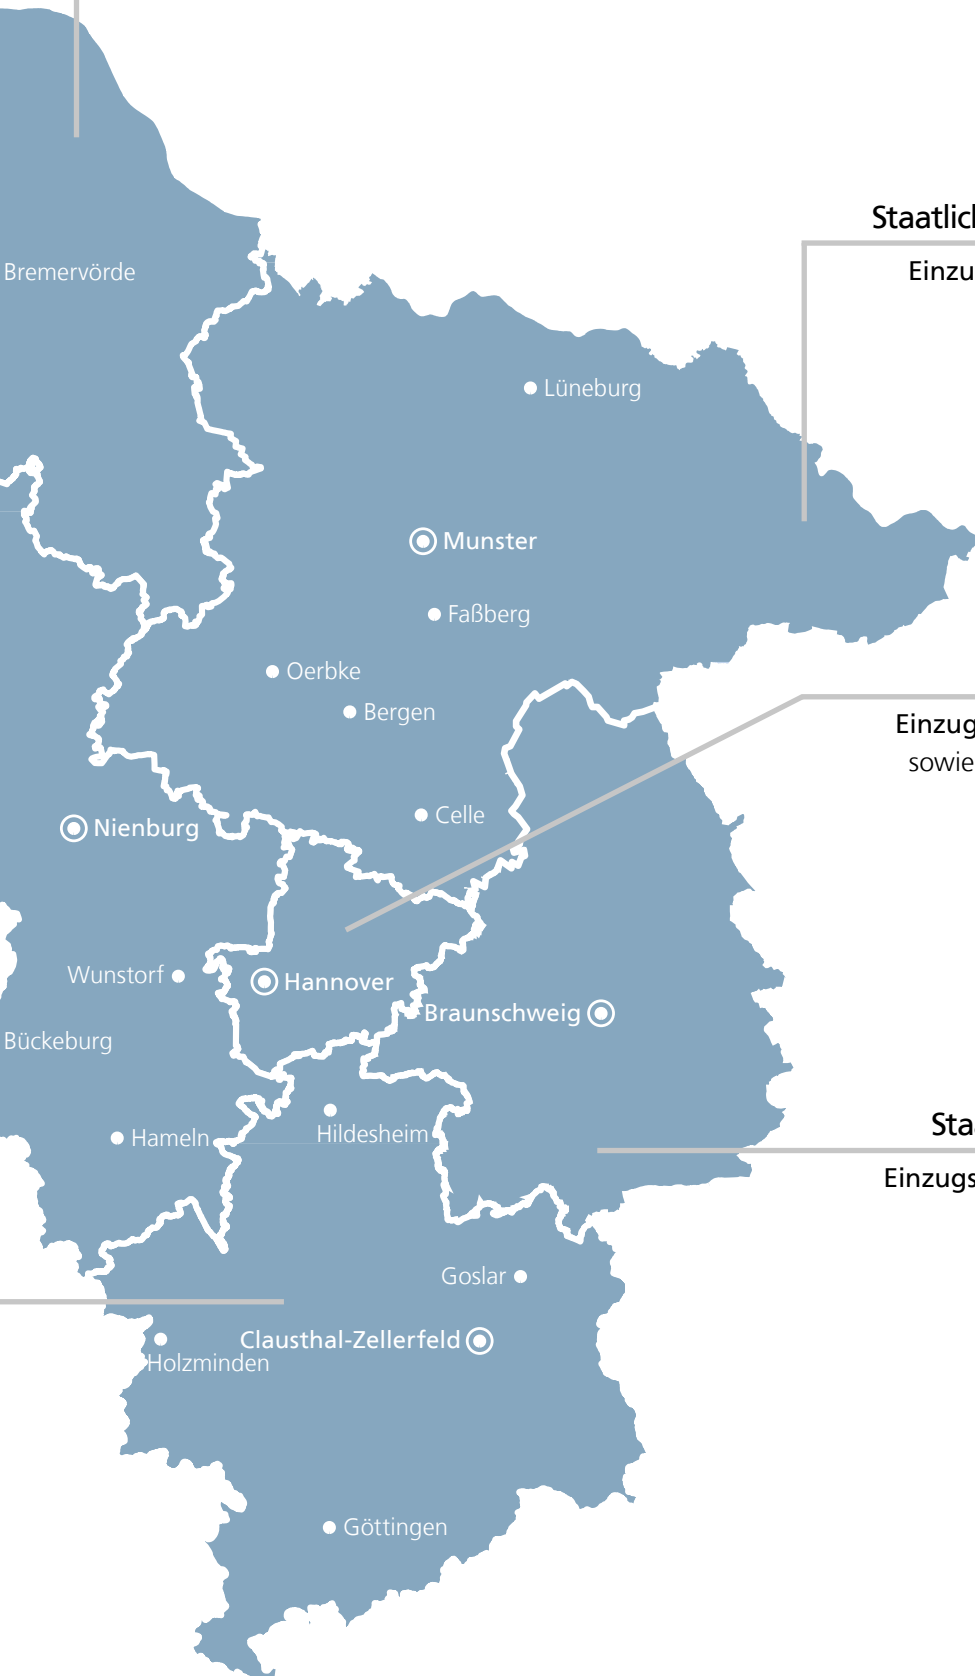 Staatlich
Bremervörde
Einzu
Lüneburg
Munster
Faßberg
Oerbke
Bergen
Einzug
sowie
Celle
Nienburg
Wunstorf
Hannover
Braunschweig
Bückeburg
Hildesheim
Hameln
Sta
Einzugs
Goslar
Clausthal-Zellerfeld
Holzminden
Göttingen